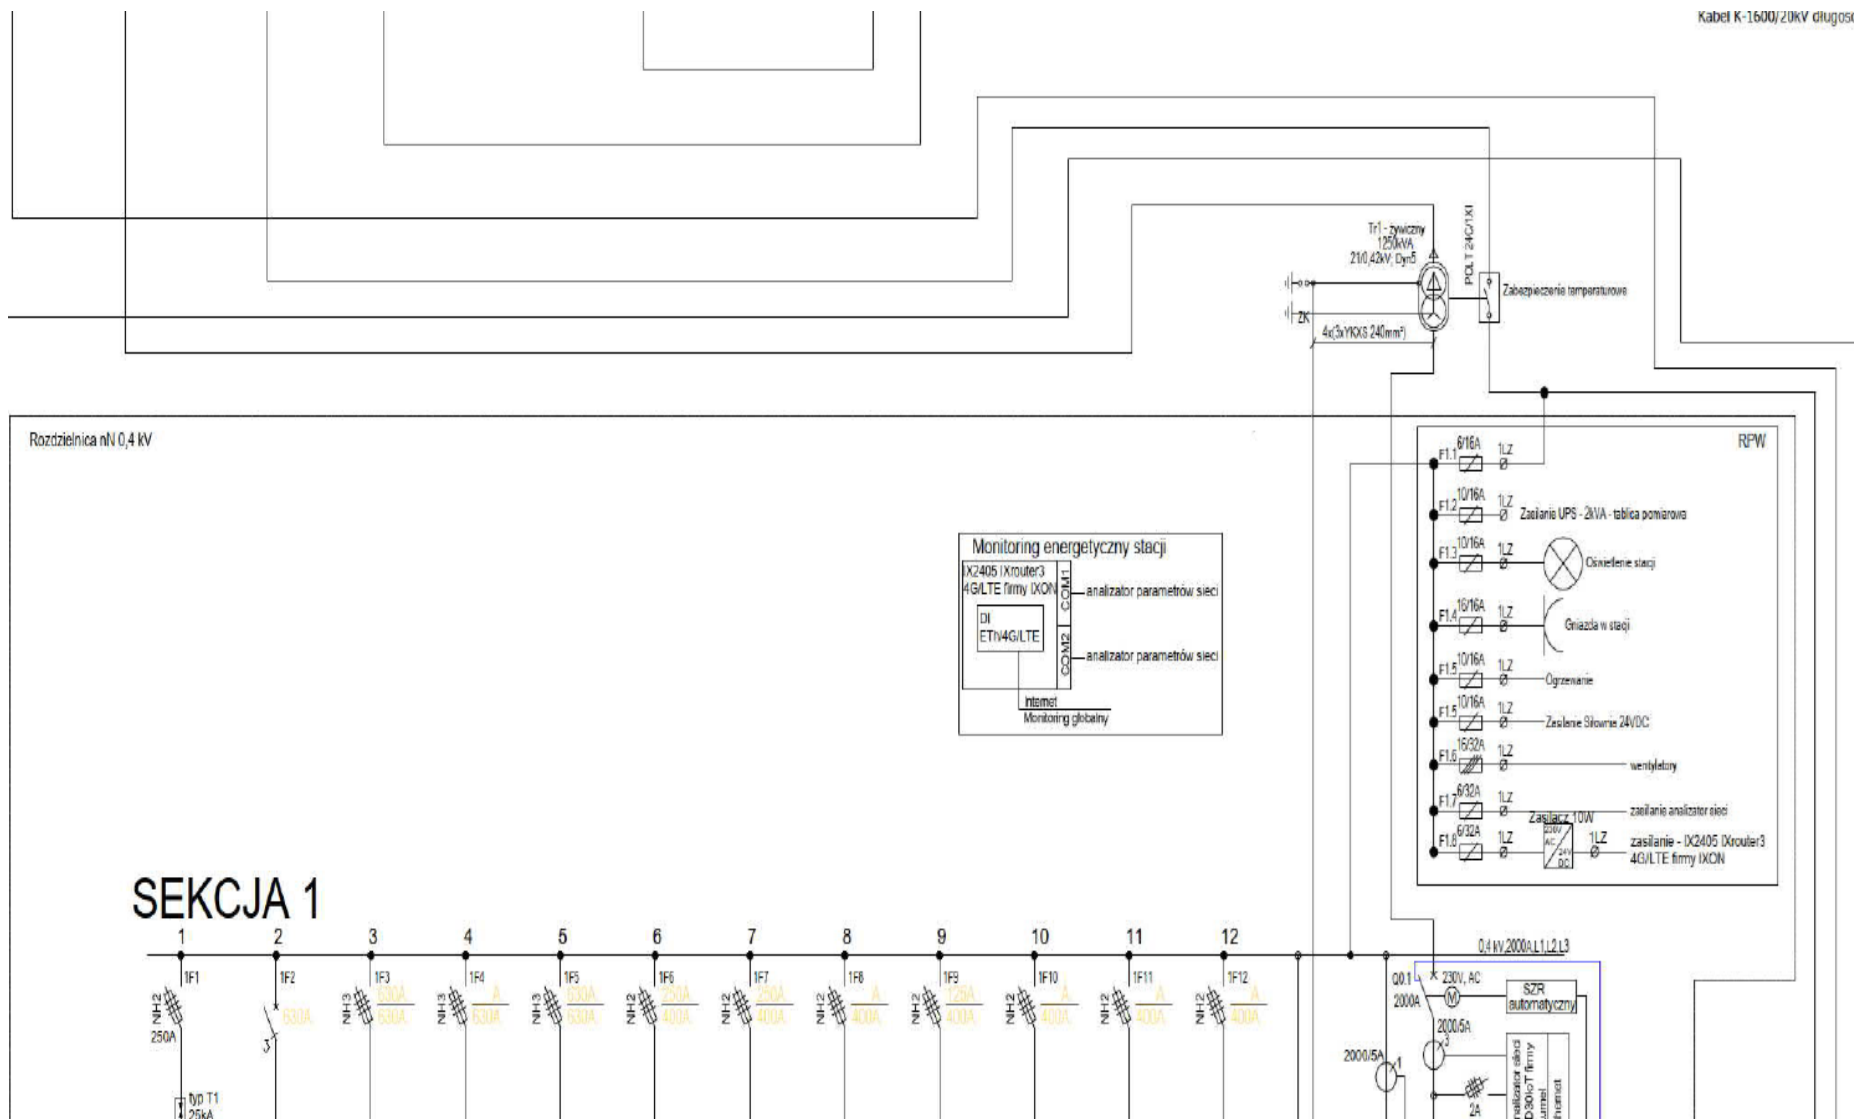 Kabel K-1600/20kV
Tr1 - żywiczny
1250kVA
21/0,42kV, Dyn5
POLT 24C/1XI
Zabezpieczenie temperaturowe
ZK
4x(3xYKXS 240mm²)
Rozdzielnica nN 0,4 kV
RPW
F1.1 6/16A 1LZ
F1.2 10/16A 1LZ Zasilanie UPS - 2kVA - tablica pomiarowa
F1.3 10/16A 1LZ Oświetlenie stacji
F1.4 16/16A 1LZ Gniazda w stacji
F1.5 10/16A 1LZ Ogrzewanie
F1.5 10/16A 1LZ Zasilanie Siłownia 24VDC
F1.6 16/32A 1LZ wentylatory
F1.7 6/32A 1LZ zasilanie analizator sieci
Zasilacz 10W
F1.8 6/32A 1LZ 230V AC 24V DC 1LZ zasilanie - IX2405 IXrouter3
4G/LTE firmy IXON
Monitoring energetyczny stacji
IX2405 IXrouter3
4G/LTE firmy IXON
COM1
analizator parametrów sieci
DI
ETh/4G/LTE
COM2
analizator parametrów sieci
Internet
Monitoring globalny
SEKCJA 1
1 2 3 4 5 6 7 8 9 10 11 12
0,4 kV,2000A,L1,L2,L3
1F1 1F2 1F3 1F4 1F5 1F6 1F7 1F8 1F9 1F10 1F11 1F12
NH2 NH3 NH3 NH3 NH2 NH2 NH2 NH2 NH2 NH2 NH2
630A A 630A 250A 250A A 125A A A A
250A 630A 630A 630A 630A 400A 400A 400A 400A 400A 400A 400A
3
typ T1
25kA
Q0.1 230V, AC
2000A M
SZR
automatyczny
2000/5A
3
2000/5A
1
2A